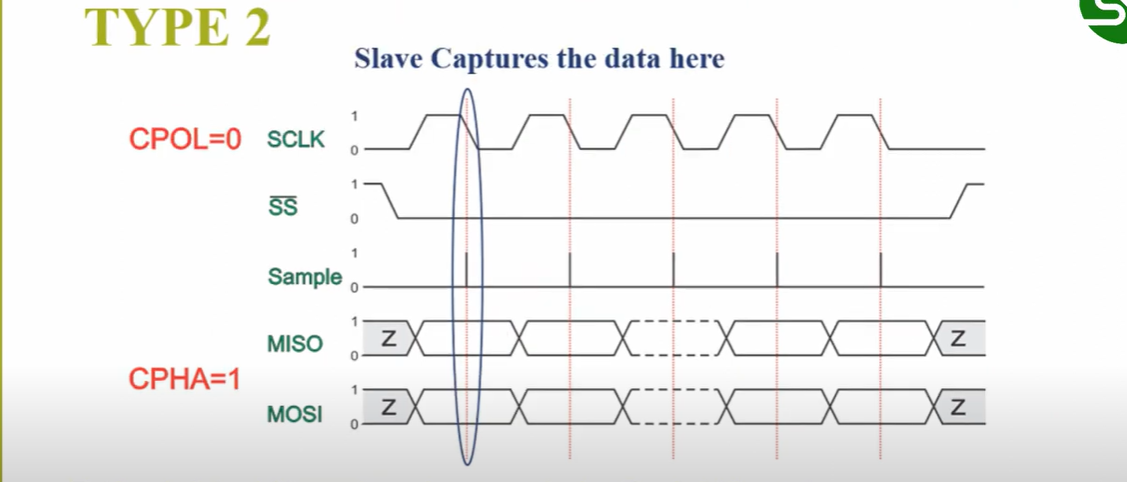 TYPE 2
Slave Captures the data here
CPOL=0 SCLK 1 0
SS 1 0
Sample 1 0
MISO 1 0 Z Z
CPHA=1
MOSI 1 0 Z Z
S